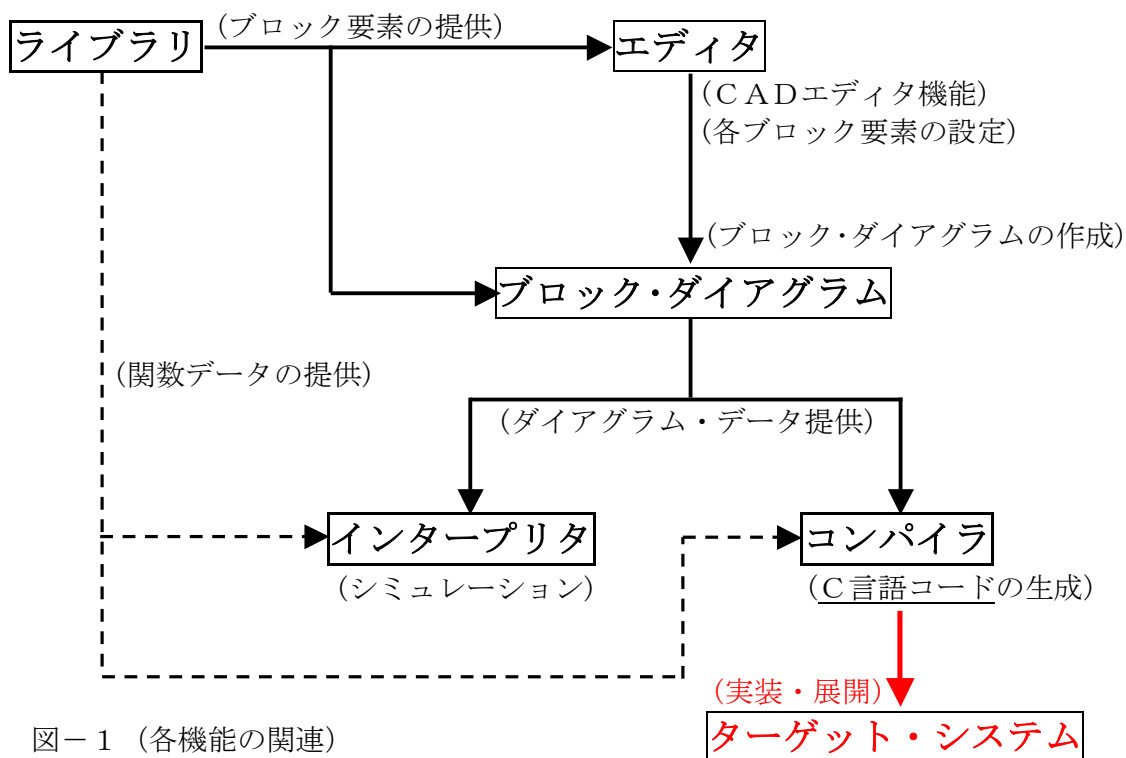 (ブロック要素の提供)
ライブラリ
エディタ
(CADエディタ機能)
(各ブロック要素の設定)
(ブロック・ダイアグラムの作成)
ブロック・ダイアグラム
(関数データの提供)
(ダイアグラム・データ提供)
インタープリタ
コンパイラ
(シミュレーション)
(C言語コードの生成)
(実装・展開)
ターゲット・システム
図-1 (各機能の関連)